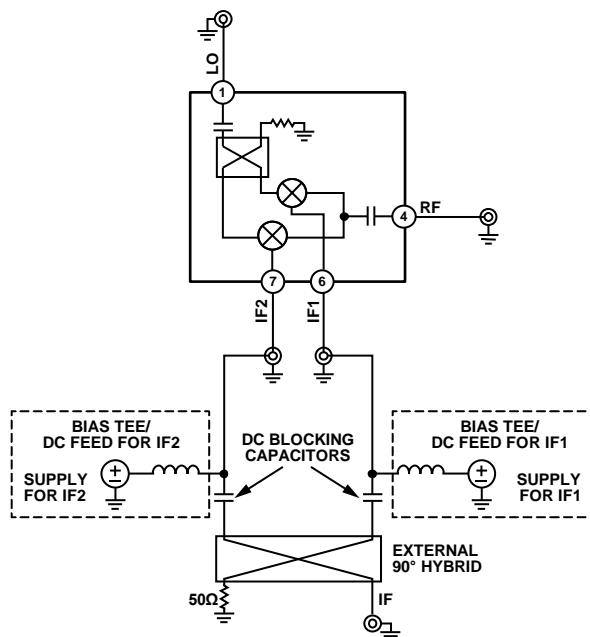 LO
1
4
RF
7
6
IF2
IF1
BIAS TEE/
DC FEED FOR IF2
SUPPLY
FOR IF2
DC BLOCKING
CAPACITORS
BIAS TEE/
DC FEED FOR IF1
SUPPLY
FOR IF1
EXTERNAL
90° HYBRID
50Ω
IF